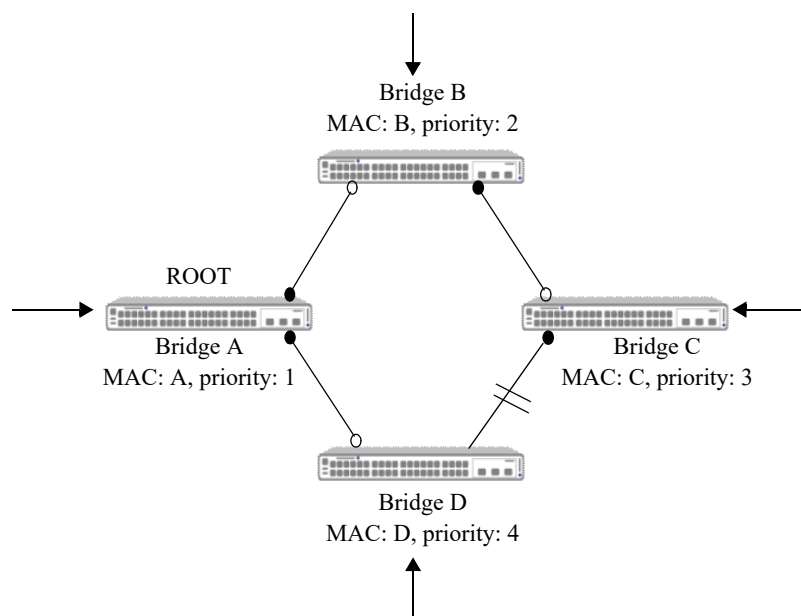 Bridge B
MAC: B, priority: 2
ROOT
Bridge A
MAC: A, priority: 1
Bridge C
MAC: C, priority: 3
Bridge D
MAC: D, priority: 4